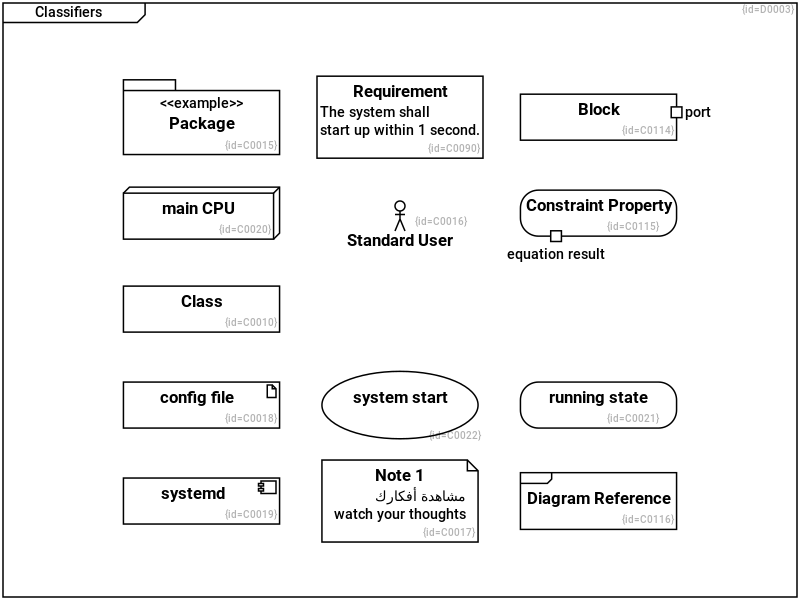 Classifiers
{id=D0003}
<<example>>
Package
{id=C0015}
Requirement
The system shall
start up within 1 second.
{id=C0090}
Block
port
{id=C0114}
main CPU
{id=C0020}
{id=C0016}
Standard User
Constraint Property
{id=C0115}
equation result
Class
{id=C0010}
config file
{id=C0018}
system start
{id=C0022}
running state
{id=C0021}
systemd
{id=C0019}
Note 1
مشاهدة أفكارك
watch your thoughts
{id=C0017}
Diagram Reference
{id=C0116}